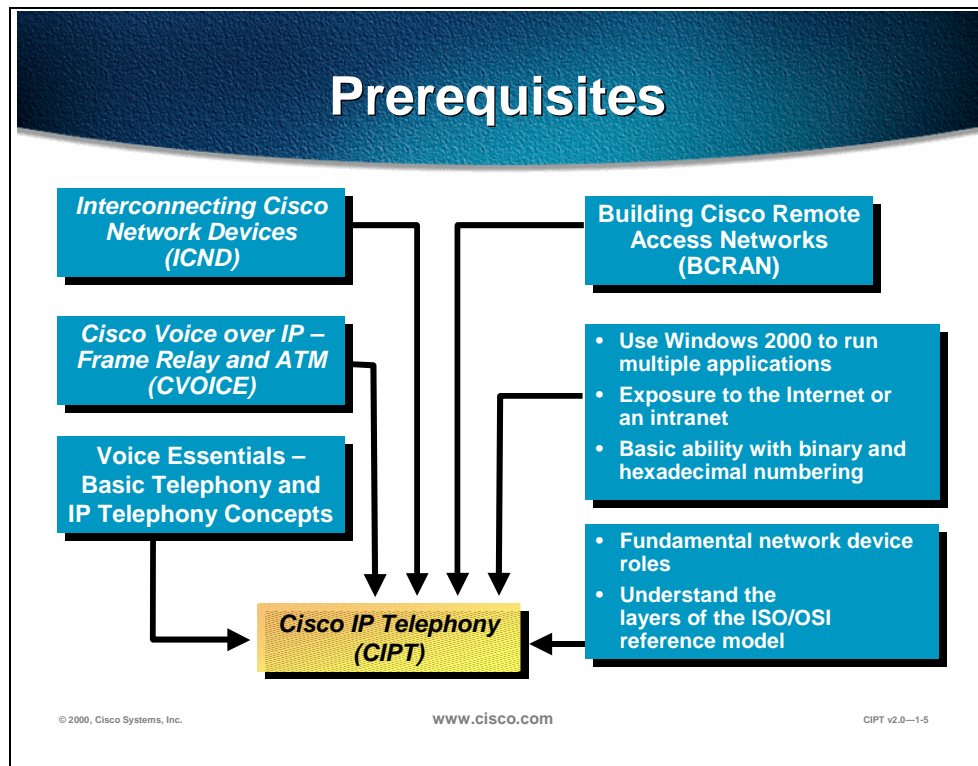 Prerequisites
Interconnecting Cisco
Network Devices
(ICND)
Cisco Voice over IP –
Frame Relay and ATM
(CVOICE)
Voice Essentials –
Basic Telephony and
IP Telephony Concepts
Building Cisco Remote
Access Networks
(BCRAN)
• Use Windows 2000 to run
multiple applications
• Exposure to the Internet or
an intranet
• Basic ability with binary and
hexadecimal numbering
• Fundamental network device
roles
• Understand the
layers of the ISO/OSI
reference model
Cisco IP Telephony
(CIPT)
© 2000, Cisco Systems, Inc.
www.cisco.com
CIPT v2.0—1-5